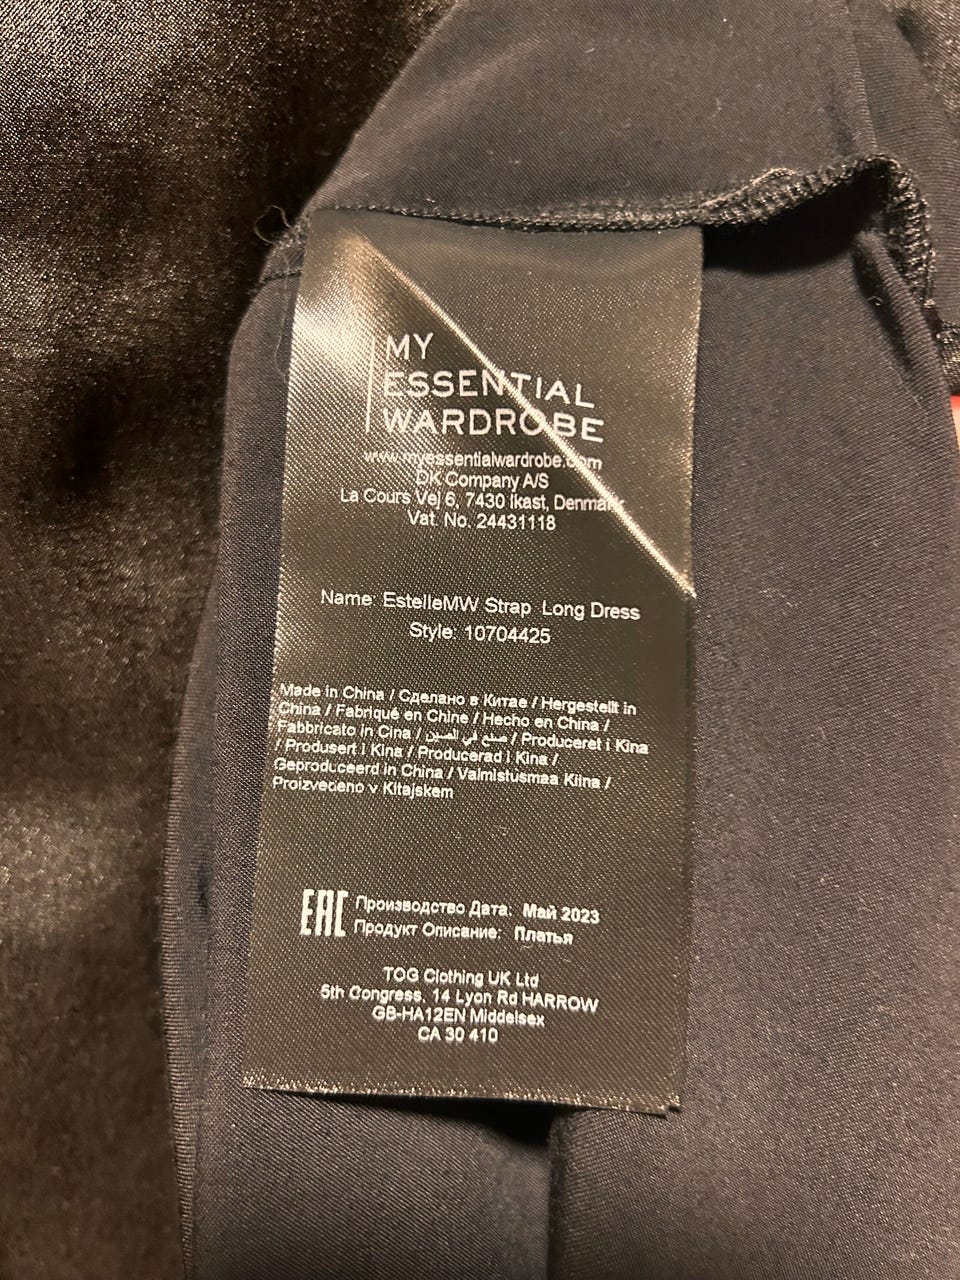 MY
ESSENTIAL
WARDROBE
www.myessentialwardrobe.com
DK Company A/S
La Cours Vej 6, 7430 Ikast, Denmark
Vat. No. 24431118
Name: EstelleMW Strap Long Dress
Style: 10704425
Made in China / Сделано в Китае / Hergestellt in
China / Fabriqué en Chine / Hecho en China /
Fabbricato in Cina / صنع في الصين / Produceret i Kina
/ Produsert i Kina / Producerad i Kina /
Geproduceerd in China / Valmistusmaa Kiina /
Proizvedeno v Kitajskem
EAC Производство Дата: Май 2023
Продукт Описание: Платья
TOG Clothing UK Ltd
5th Congress, 14 Lyon Rd HARROW
GB-HA12EN Middelsex
CA 30 410